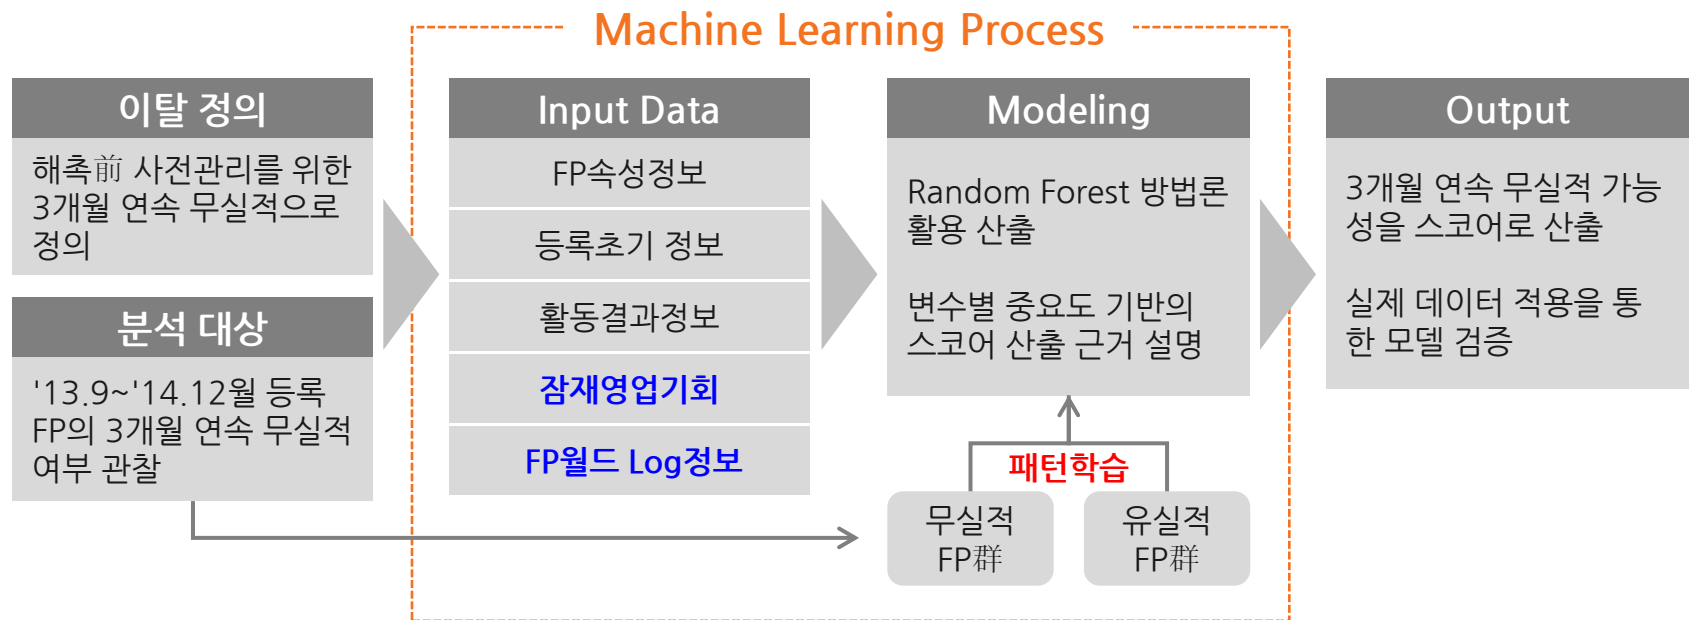 Machine Learning Process
이탈 정의
해촉前 사전관리를 위한
3개월 연속 무실적으로
정의
분석 대상
'13.9~'14.12월 등록
FP의 3개월 연속 무실적
여부 관찰
Input Data
FP속성정보
등록초기 정보
활동결과정보
잠재영업기회
FP월드 Log정보
Modeling
Random Forest 방법론
활용 산출
변수별 중요도 기반의
스코어 산출 근거 설명
패턴학습
무실적
FP群
유실적
FP群
Output
3개월 연속 무실적 가능
성을 스코어로 산출
실제 데이터 적용을 통
한 모델 검증